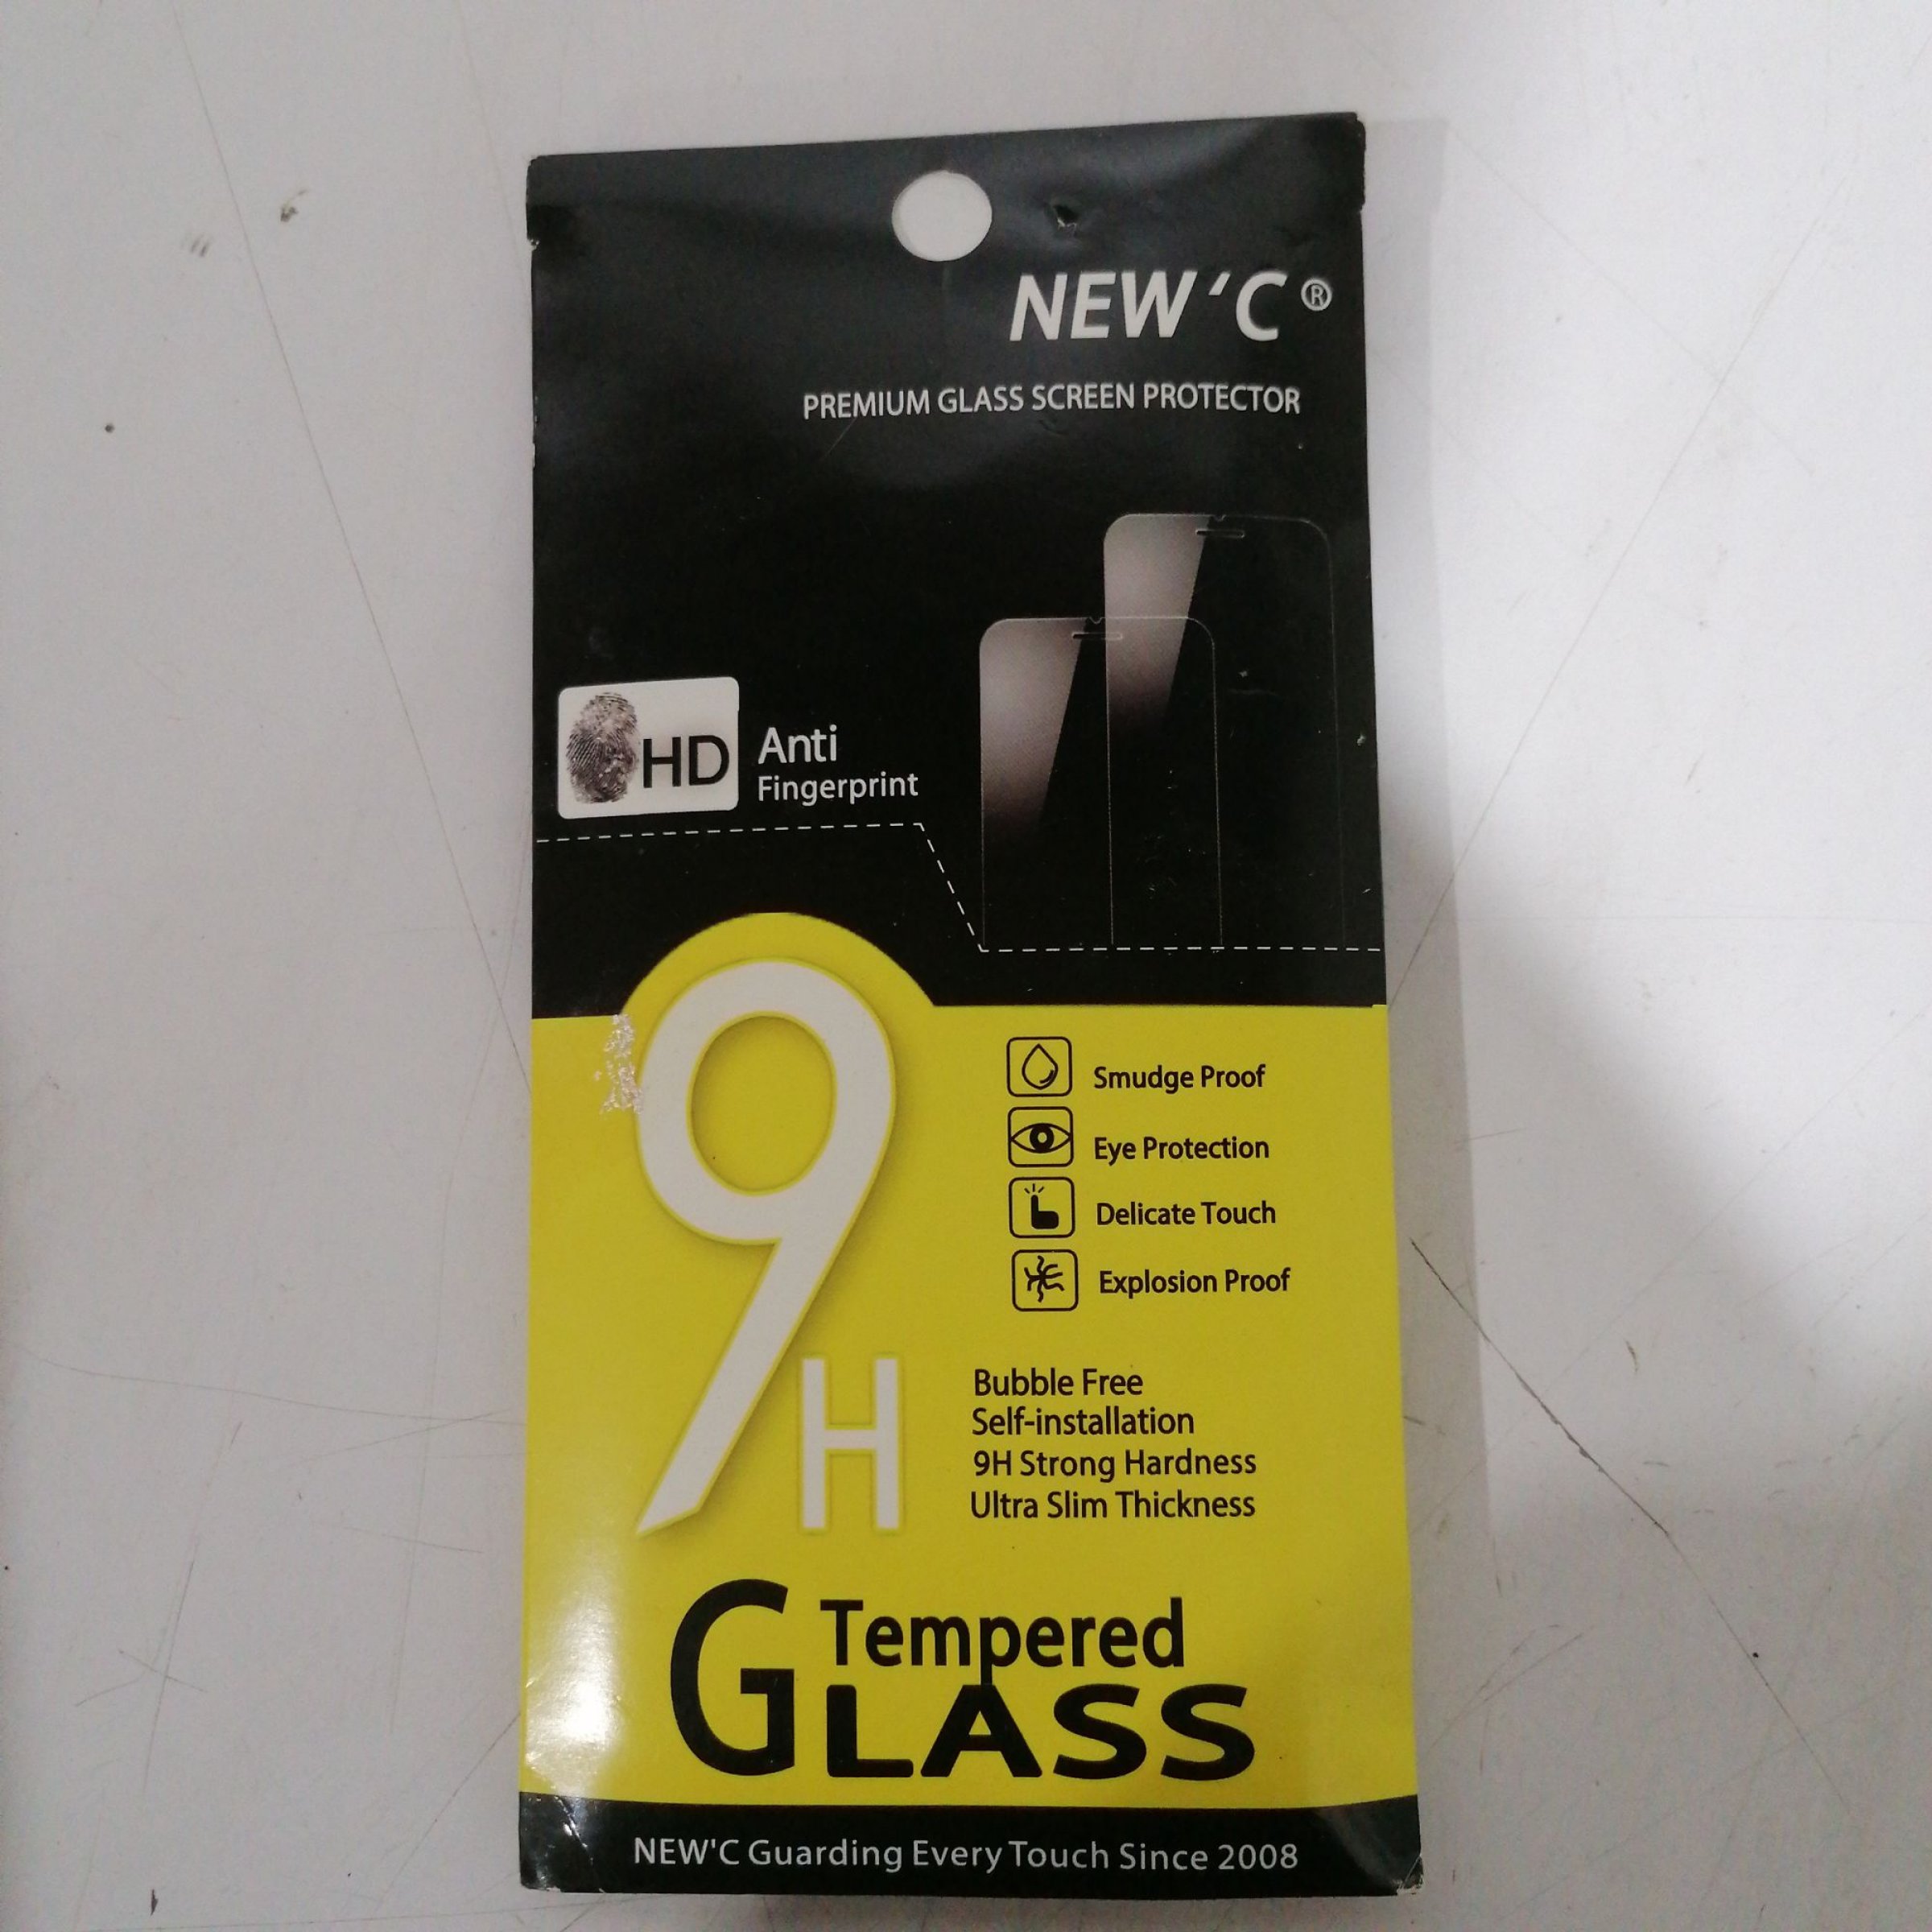 NEW'C®
PREMIUM GLASS SCREEN PROTECTOR
HD
Anti
Fingerprint
9H
Smudge Proof
Eye Protection
Delicate Touch
Explosion Proof
Bubble Free
Self-installation
9H Strong Hardness
Ultra Slim Thickness
Tempered
GLASS
NEW'C Guarding Every Touch Since 2008